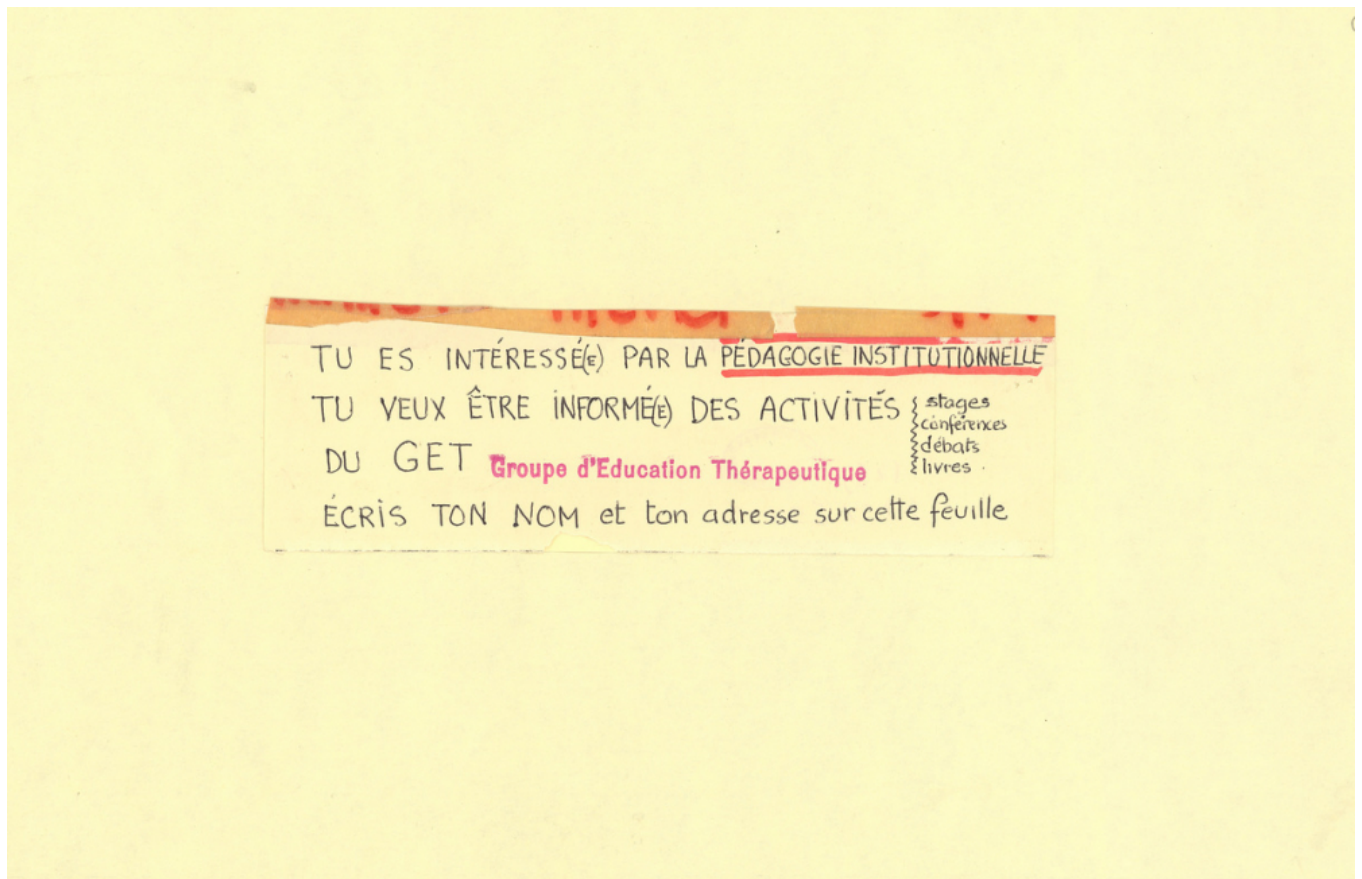 TU ES INTÉRESSÉ(E) PAR LA PÉDAGOGIE INSTITUTIONNELLE
TU VEUX ÊTRE INFORMÉ(E) DES ACTIVITÉS
stages
conférences
débats
livres.
DU GET Groupe d'Education Thérapeutique
ÉCRIS TON NOM et ton adresse sur cette feuille